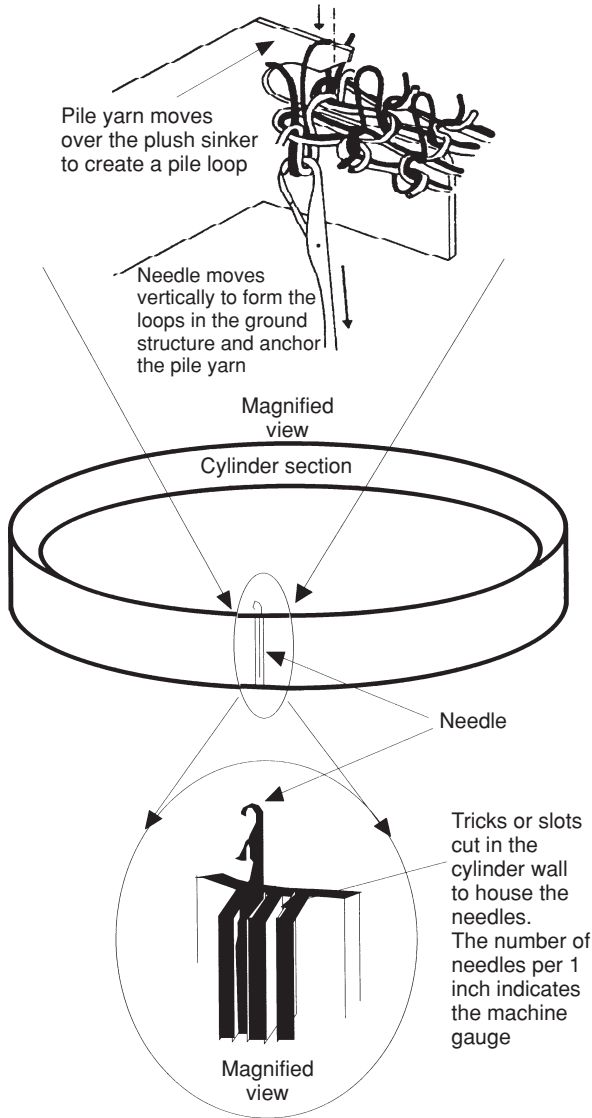 Pile yarn moves
over the plush sinker
to create a pile loop
Needle moves
vertically to form the
loops in the ground
structure and anchor
the pile yarn
Magnified
view
Cylinder section
Needle
Tricks or slots
cut in the
cylinder wall
to house the
needles.
The number of
needles per 1
inch indicates
the machine
gauge
Magnified
view